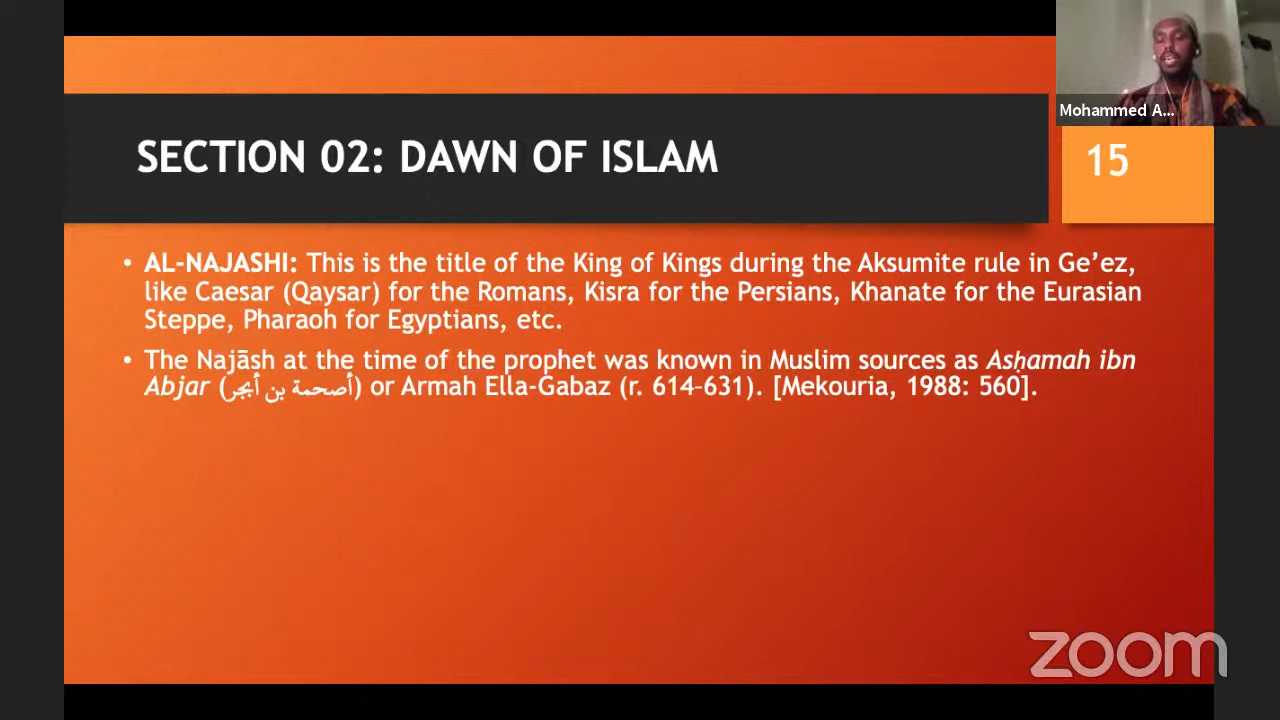 Mohammed A...
SECTION 02: DAWN OF ISLAM
15
• AL-NAJASHI: This is the title of the King of Kings during the Aksumite rule in Ge’ez,
like Caesar (Qaysar) for the Romans, Kisra for the Persians, Khanate for the Eurasian
Steppe, Pharaoh for Egyptians, etc.
• The Najāsh at the time of the prophet was known in Muslim sources as Aṣḥamah ibn
Abjar (أصحمة بن أبجر) or Armah Ella-Gabaz (r. 614–631). [Mekouria, 1988: 560].
zoom